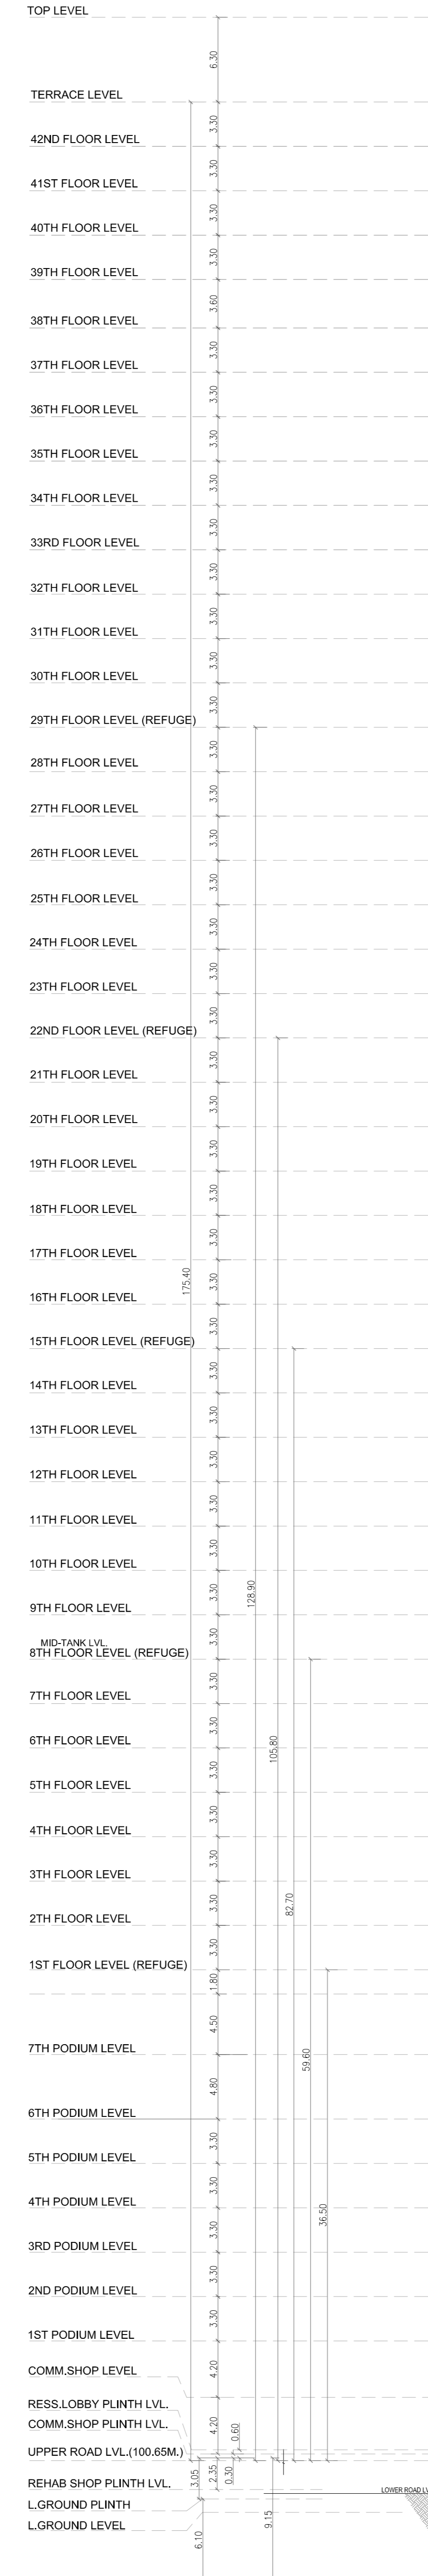 TOP LEVEL
6.30
TERRACE LEVEL
3.30
42ND FLOOR LEVEL
3.30
41ST FLOOR LEVEL
3.30
40TH FLOOR LEVEL
3.30
39TH FLOOR LEVEL
3.60
38TH FLOOR LEVEL
3.30
37TH FLOOR LEVEL
3.30
36TH FLOOR LEVEL
3.30
35TH FLOOR LEVEL
3.30
34TH FLOOR LEVEL
3.30
33RD FLOOR LEVEL
3.30
32TH FLOOR LEVEL
3.30
31TH FLOOR LEVEL
3.30
30TH FLOOR LEVEL
3.30
29TH FLOOR LEVEL (REFUGE)
3.30
28TH FLOOR LEVEL
3.30
27TH FLOOR LEVEL
3.30
26TH FLOOR LEVEL
3.30
25TH FLOOR LEVEL
3.30
24TH FLOOR LEVEL
3.30
23TH FLOOR LEVEL
3.30
22ND FLOOR LEVEL (REFUGE)
3.30
21TH FLOOR LEVEL
3.30
20TH FLOOR LEVEL
3.30
19TH FLOOR LEVEL
3.30
18TH FLOOR LEVEL
3.30
17TH FLOOR LEVEL
175.40
3.30
16TH FLOOR LEVEL
3.30
15TH FLOOR LEVEL (REFUGE)
3.30
14TH FLOOR LEVEL
3.30
13TH FLOOR LEVEL
3.30
12TH FLOOR LEVEL
3.30
11TH FLOOR LEVEL
3.30
10TH FLOOR LEVEL
3.30
128.90
9TH FLOOR LEVEL
3.30
MID-TANK LVL.
8TH FLOOR LEVEL (REFUGE)
3.30
7TH FLOOR LEVEL
3.30
6TH FLOOR LEVEL
3.30
105.80
5TH FLOOR LEVEL
3.30
4TH FLOOR LEVEL
3.30
3TH FLOOR LEVEL
3.30
82.70
2TH FLOOR LEVEL
3.30
1ST FLOOR LEVEL (REFUGE)
1.80
4.50
7TH PODIUM LEVEL
59.60
4.80
6TH PODIUM LEVEL
3.30
5TH PODIUM LEVEL
3.30
4TH PODIUM LEVEL
36.50
3.30
3RD PODIUM LEVEL
3.30
2ND PODIUM LEVEL
3.30
1ST PODIUM LEVEL
4.20
COMM.SHOP LEVEL
4.20
RESS.LOBBY PLINTH LVL.
COMM.SHOP PLINTH LVL.
0.60
UPPER ROAD LVL.(100.65M.)
3.05
2.35
0.30
REHAB SHOP PLINTH LVL.
L.GROUND PLINTH
L.GROUND LEVEL
9.15
6.10
LOWER ROAD